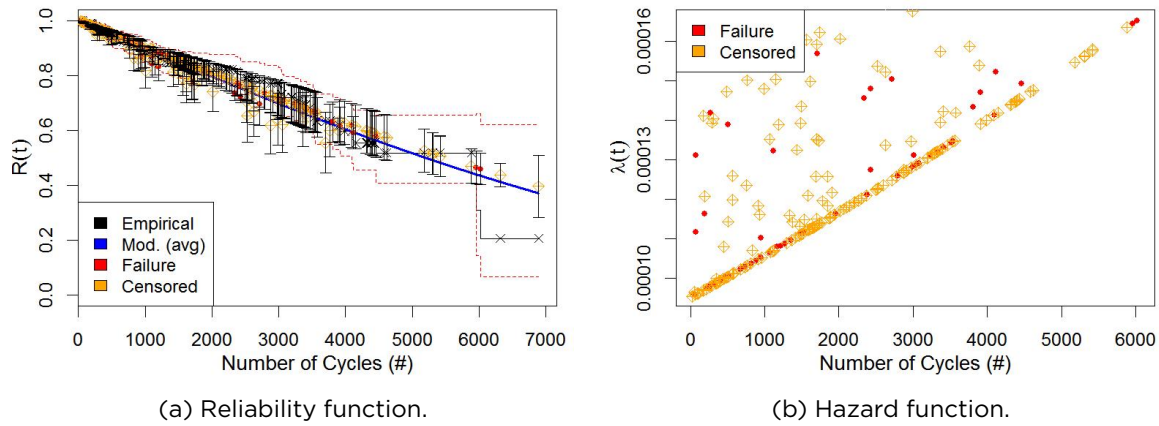 1.0
0.8
0.6
0.4
0.2
0.0
R(t)
Empirical
Mod. (avg)
Failure
Censored
0 1000 2000 3000 4000 5000 6000 7000
Number of Cycles (#)
(a) Reliability function.
0.00016
0.00013
0.00010
λ(t)
Failure
Censored
0 1000 2000 3000 4000 5000 6000
Number of Cycles (#)
(b) Hazard function.